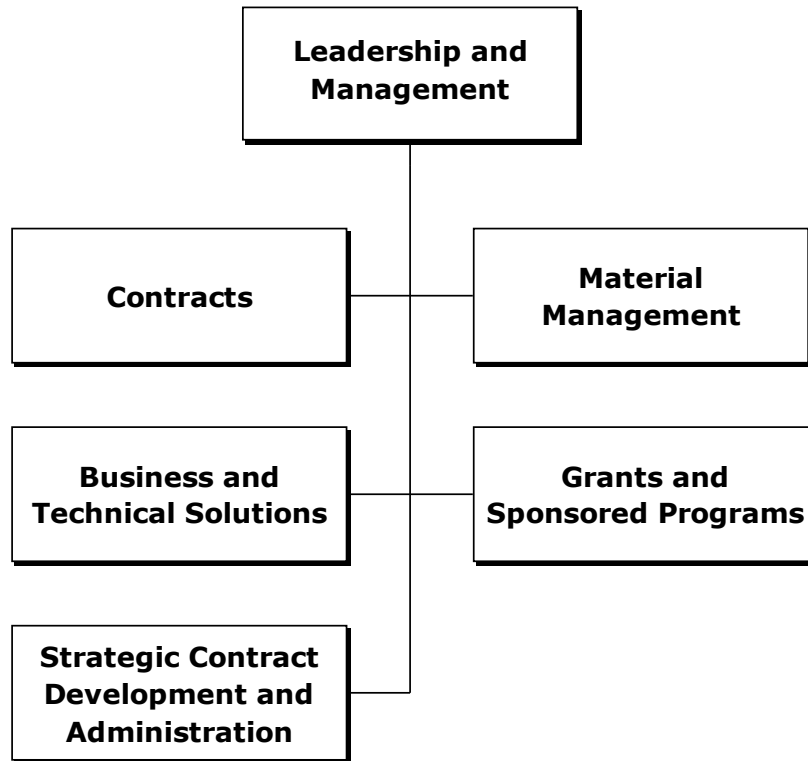 Leadership and
Management
Contracts
Material
Management
Business and
Technical Solutions
Grants and
Sponsored Programs
Strategic Contract
Development and
Administration